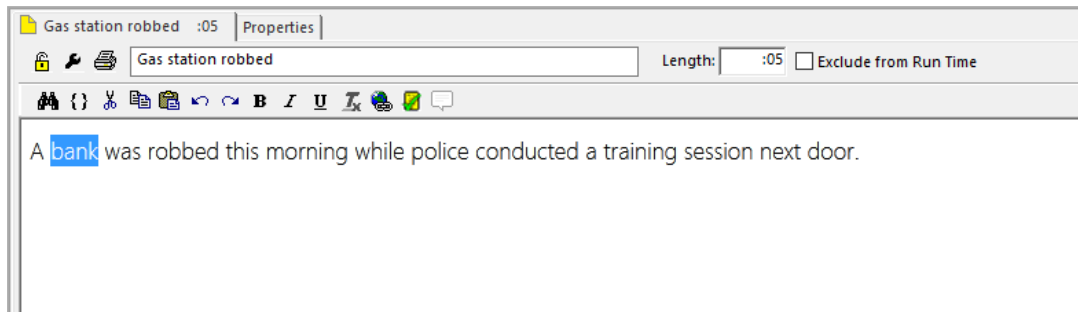 Gas station robbed :05 Properties
Gas station robbed Length: :05 Exclude from Run Time
{} B I U Tx
A bank was robbed this morning while police conducted a training session next door.